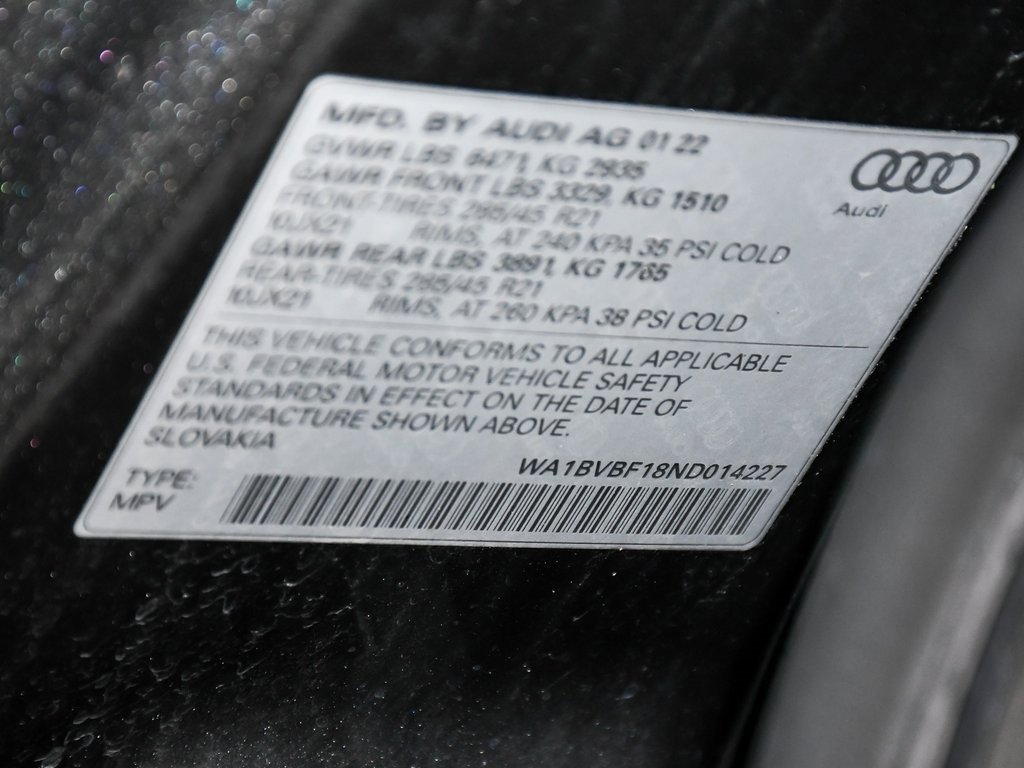 MFD. BY AUDI AG 01 22
GVWR LBS 6471, KG 2935
GAWR FRONT LBS 3329, KG 1510
FRONT-TIRES 285/45 R21
10JX21 RIMS, AT 240 KPA 35 PSI COLD
GAWR REAR LBS 3891, KG 1765
REAR-TIRES 285/45 R21
10JX21 RIMS, AT 260 KPA 38 PSI COLD
Audi
THIS VEHICLE CONFORMS TO ALL APPLICABLE
U.S. FEDERAL MOTOR VEHICLE SAFETY
STANDARDS IN EFFECT ON THE DATE OF
MANUFACTURE SHOWN ABOVE.
SLOVAKIA
WA1BVBF18ND014227
TYPE:
MPV